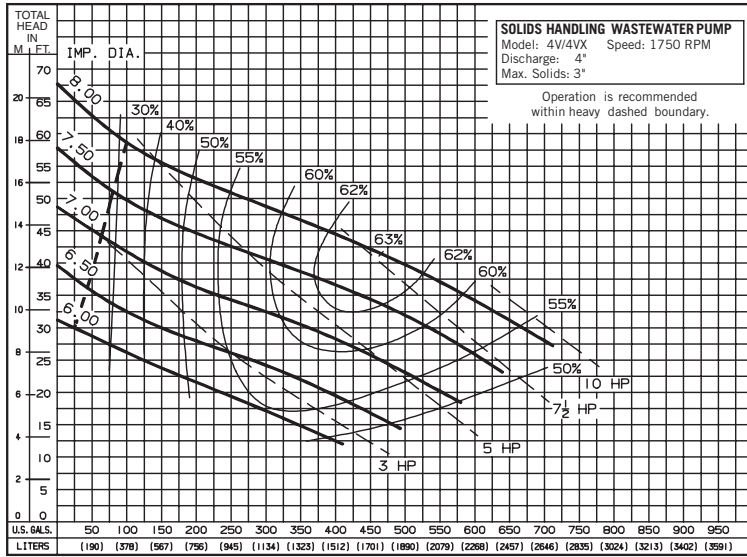 TOTAL
HEAD
IN
M FT.
SOLIDS HANDLING WASTEWATER PUMP
Model: 4V/4VX Speed: 1750 RPM
Discharge: 4"
Max. Solids: 3"
Operation is recommended
within heavy dashed boundary.
IMP. DIA.
8.00
7.50
7.00
6.50
6.00
30%
40%
50%
55%
60%
62%
63%
62%
60%
55%
50%
10 HP
7½ HP
5 HP
3 HP
70
65
60
55
50
45
40
35
30
25
20
15
10
5
0
20
18
16
14
12
10
8
6
4
2
0
U.S. GALS. 50 100 150 200 250 300 350 400 450 500 550 600 650 700 750 800 850 900 950
LITERS (190) (378) (567) (756) (945) (1134) (1323) (1512) (1701) (1890) (2079) (2268) (2457) (2646) (2835) (3024) (3213) (3402) (3591)